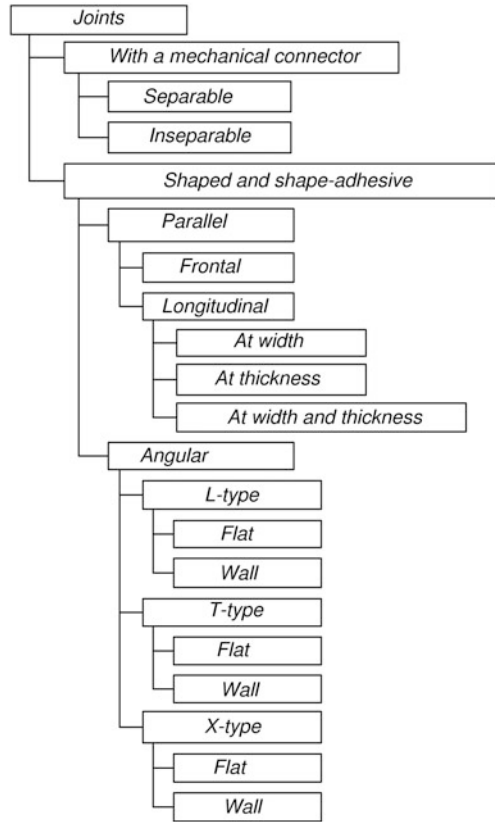 Joints
With a mechanical connector
Separable
Inseparable
Shaped and shape-adhesive
Parallel
Frontal
Longitudinal
At width
At thickness
At width and thickness
Angular
L-type
Flat
Wall
T-type
Flat
Wall
X-type
Flat
Wall